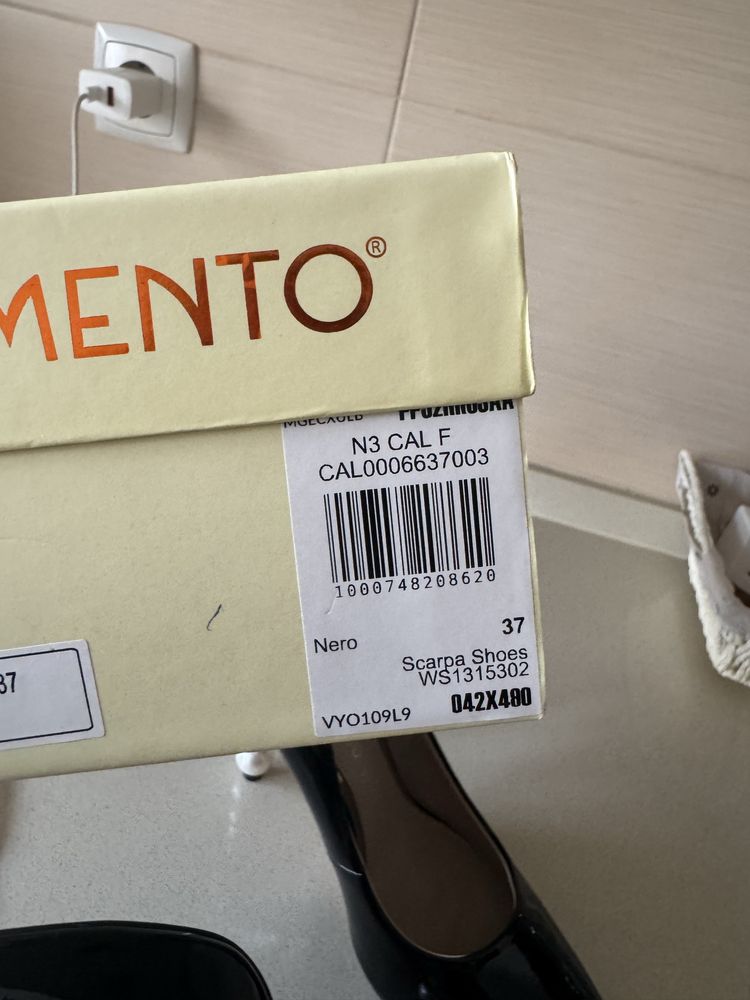 MENTO®
N3 CAL F
CAL0006637003
1000748208620
Nero
37
Scarpa Shoes
WS1315302
042X480
VYO109L9
37